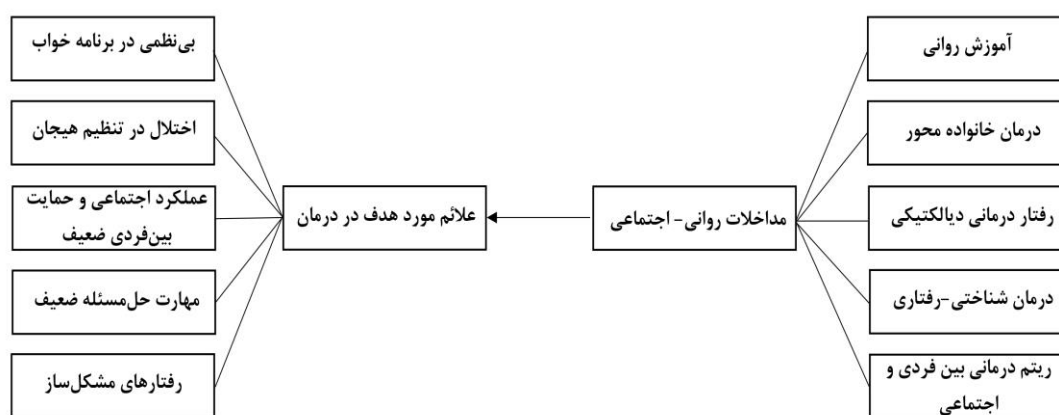 آموزش روانی
درمان خانواده محور
رفتار درمانی دیالکتیکی
درمان شناختی-رفتاری
ریتم درمانی بین فردی و
اجتماعی
مداخلات روانی- اجتماعی
علائم مورد هدف در درمان
بی‌نظمی در برنامه خواب
اختلال در تنظیم هیجان
عملکرد اجتماعی و حمایت
بین‌فردی ضعیف
مهارت حل‌مسئله ضعیف
رفتارهای مشکل‌ساز